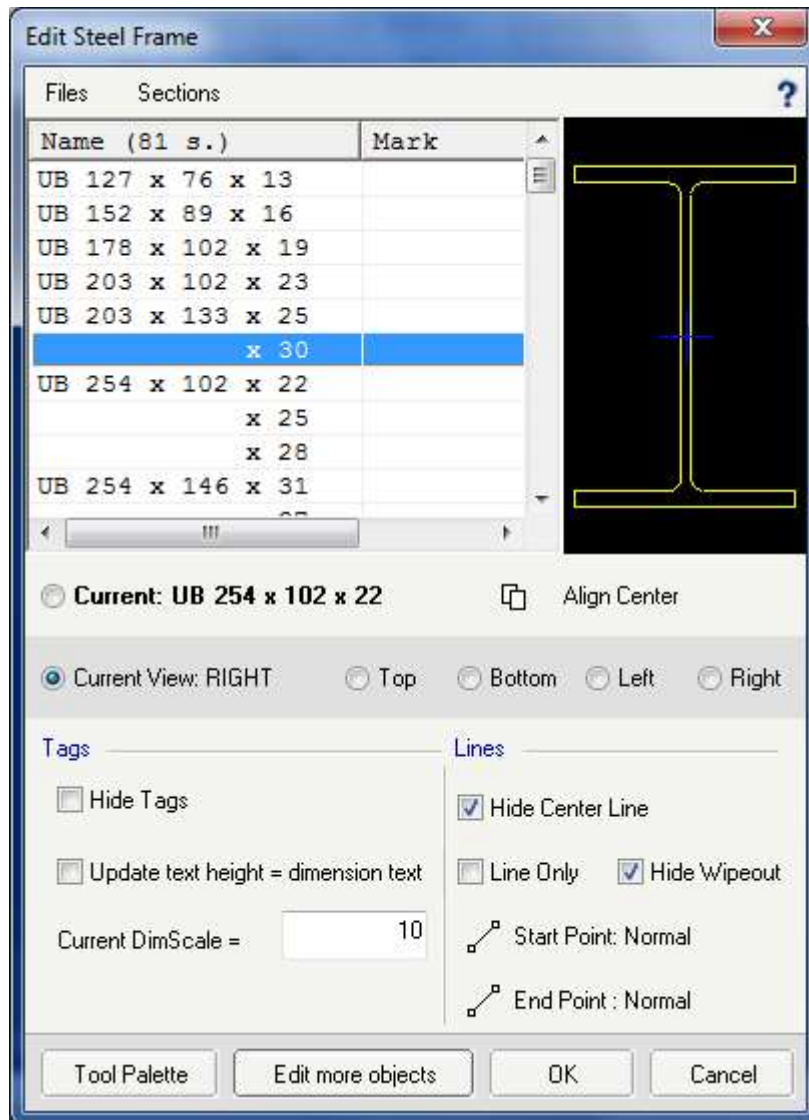 Edit Steel Frame
Files Sections
Name (81 s.) Mark
UB 127 x 76 x 13
UB 152 x 89 x 16
UB 178 x 102 x 19
UB 203 x 102 x 23
UB 203 x 133 x 25
x 30
UB 254 x 102 x 22
x 25
x 28
UB 254 x 146 x 31
Current: UB 254 x 102 x 22 Align Center
Current View: RIGHT Top Bottom Left Right
Tags Lines
Hide Tags Hide Center Line
Update text height = dimension text Line Only Hide Wipeout
Current DimScale = 10 Start Point: Normal
End Point : Normal
Tool Palette Edit more objects OK Cancel